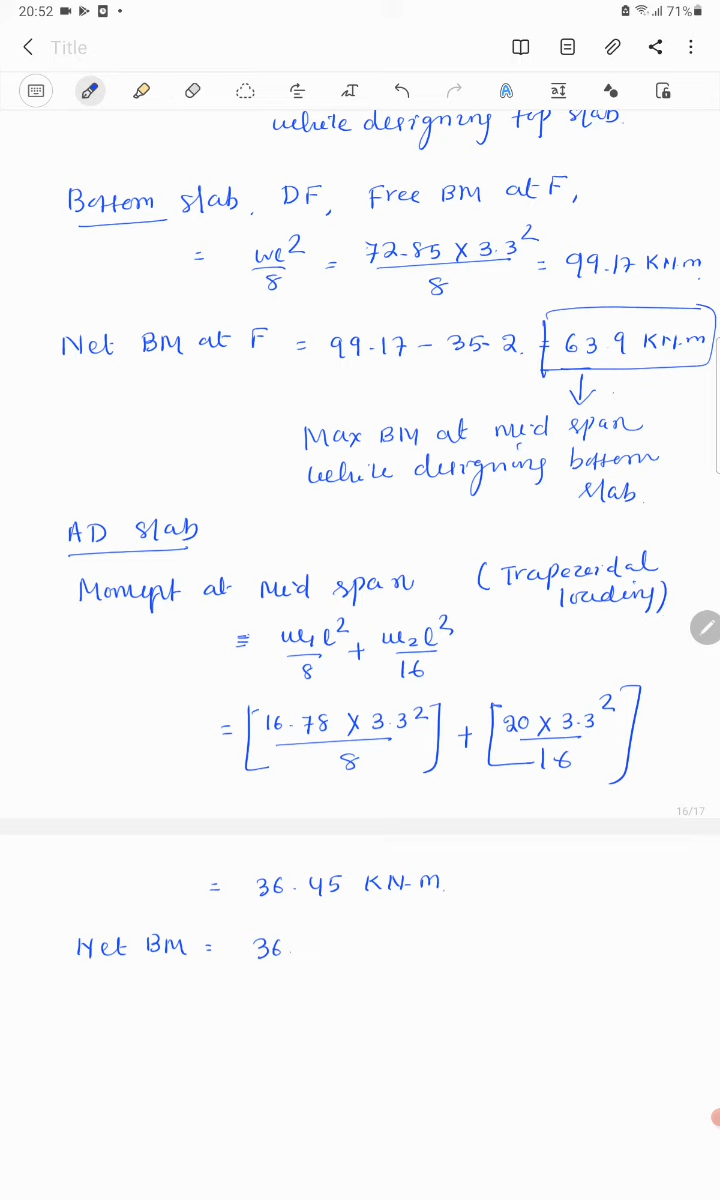 20:52 71%
Title
while designing top slab.
Bottom slab, DF, Free BM at F,
= wl²/8 = 72.85 X 3.3²/8 = 99.17 KN.m
Net BM at F = 99.17 - 35.2. = 63.9 KN.m
↓
Max BM at mid span
while designing bottom
slab.
AD slab
Moment at mid span (Trapezoidal
loading)
= w₁l²/8 + w₂l²/16
= [16.78 X 3.3²/8] + [20 X 3.3²/16]
16/17
= 36.45 KN-m.
Net BM = 36.